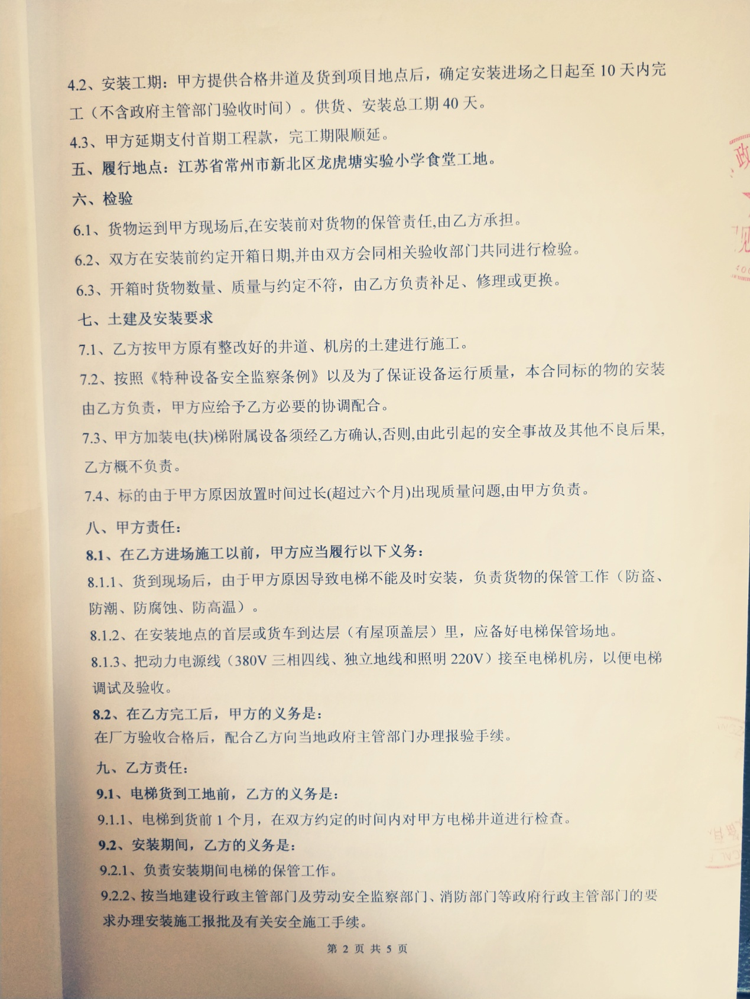 4.2、安装工期：甲方提供合格井道及货到项目地点后，确定安装进场之日起至 10 天内完
工（不含政府主管部门验收时间）。供货、安装总工期 40 天。
4.3、甲方延期支付首期工程款，完工期限顺延。
五、履行地点：江苏省常州市新北区龙虎塘实验小学食堂工地。
六、检验
6.1、货物运到甲方现场后,在安装前对货物的保管责任,由乙方承担。
6.2、双方在安装前约定开箱日期,并由双方会同相关验收部门共同进行检验。
6.3、开箱时货物数量、质量与约定不符，由乙方负责补足、修理或更换。
七、土建及安装要求
7.1、乙方按甲方原有整改好的井道、机房的土建进行施工。
7.2、按照《特种设备安全监察条例》以及为了保证设备运行质量，本合同标的物的安装
由乙方负责，甲方应给予乙方必要的协调配合。
7.3、甲方加装电(扶)梯附属设备须经乙方确认,否则,由此引起的安全事故及其他不良后果,
乙方概不负责。
7.4、标的由于甲方原因放置时间过长(超过六个月)出现质量问题,由甲方负责。
八、甲方责任：
8.1、在乙方进场施工以前，甲方应当履行以下义务：
8.1.1、货到现场后，由于甲方原因导致电梯不能及时安装，负责货物的保管工作（防盗、
防潮、防腐蚀、防高温）。
8.1.2、在安装地点的首层或货车到达层（有屋顶盖层）里，应备好电梯保管场地。
8.1.3、把动力电源线（380V 三相四线、独立地线和照明 220V）接至电梯机房，以便电梯
调试及验收。
8.2、在乙方完工后，甲方的义务是：
在厂方验收合格后，配合乙方向当地政府主管部门办理报验手续。
九、乙方责任：
9.1、电梯货到工地前，乙方的义务是：
9.1.1、电梯到货前 1 个月，在双方约定的时间内对甲方电梯井道进行检查。
9.2、安装期间，乙方的义务是：
9.2.1、负责安装期间电梯的保管工作。
9.2.2、按当地建设行政主管部门及劳动安全监察部门、消防部门等政府行政主管部门的要
求办理安装施工报批及有关安全施工手续。
第 2 页 共 5 页